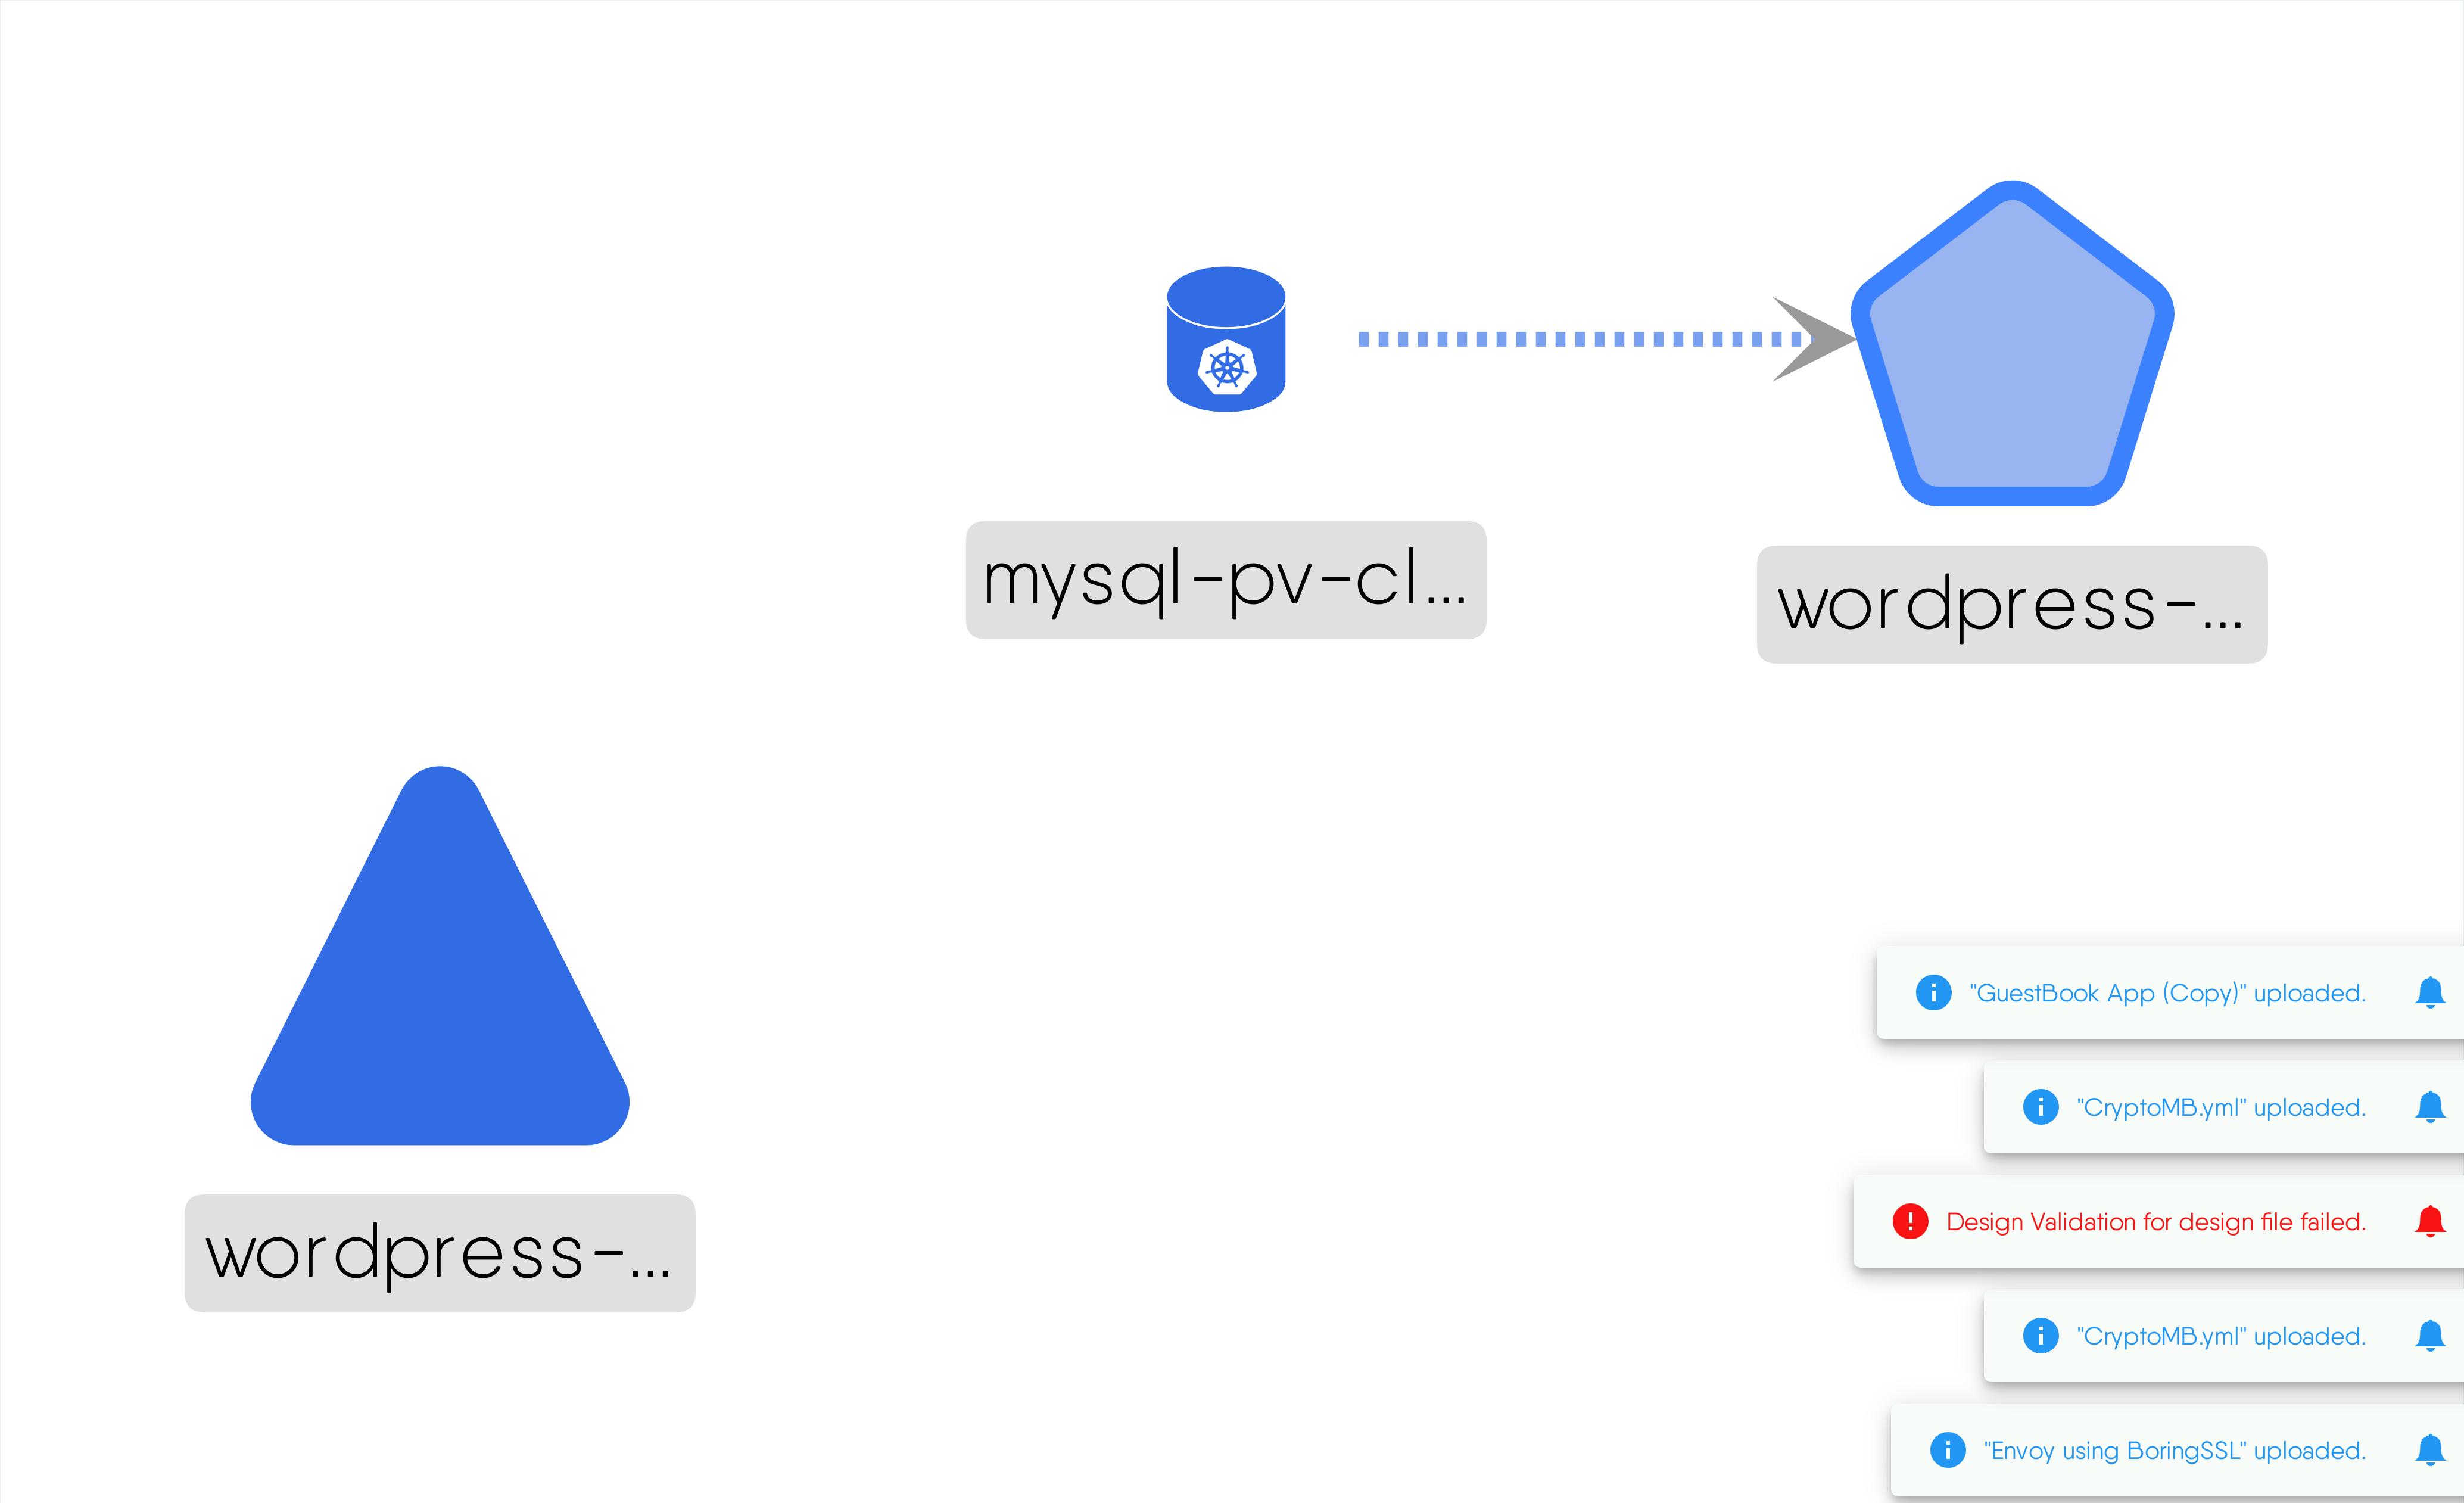 mysql-pv-cl...
wordpress-...
wordpress-...
"GuestBook App (Copy)" uploaded.
"CryptoMB.yml" uploaded.
Design Validation for design file failed.
"CryptoMB.yml" uploaded.
"Envoy using BoringSSL" uploaded.